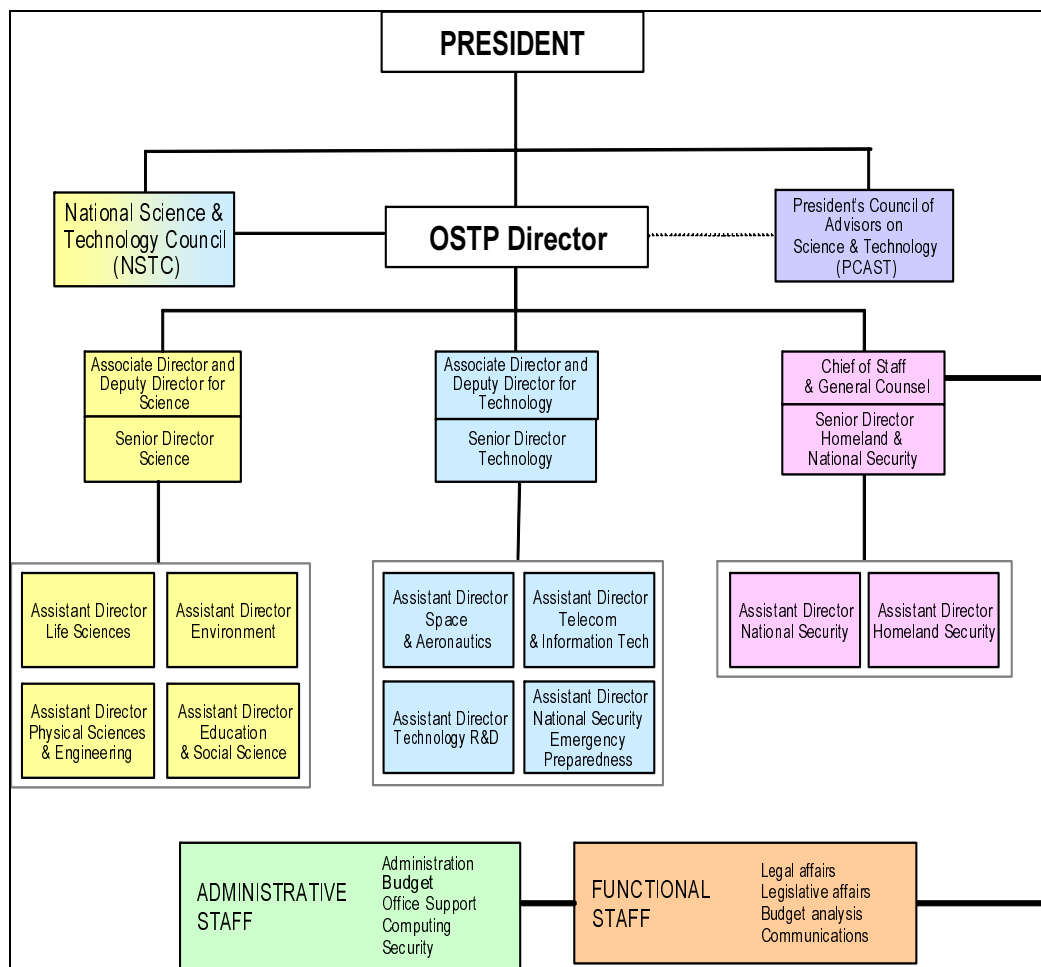 PRESIDENT
National Science &
Technology Council
(NSTC)
OSTP Director
President's Council of
Advisors on
Science & Technology
(PCAST)
Associate Director and
Deputy Director for
Science
Senior Director
Science
Associate Director and
Deputy Director for
Technology
Senior Director
Technology
Chief of Staff
& General Counsel
Senior Director
Homeland &
National Security
Assistant Director
Life Sciences
Assistant Director
Environment
Assistant Director
Physical Sciences
& Engineering
Assistant Director
Education
& Social Science
Assistant Director
Space
& Aeronautics
Assistant Director
Telecom
& Information Tech
Assistant Director
Technology R&D
Assistant Director
National Security
Emergency
Preparedness
Assistant Director
National Security
Assistant Director
Homeland Security
ADMINISTRATIVE
STAFF
Administration
Budget
Office Support
Computing
Security
FUNCTIONAL
STAFF
Legal affairs
Legislative affairs
Budget analysis
Communications